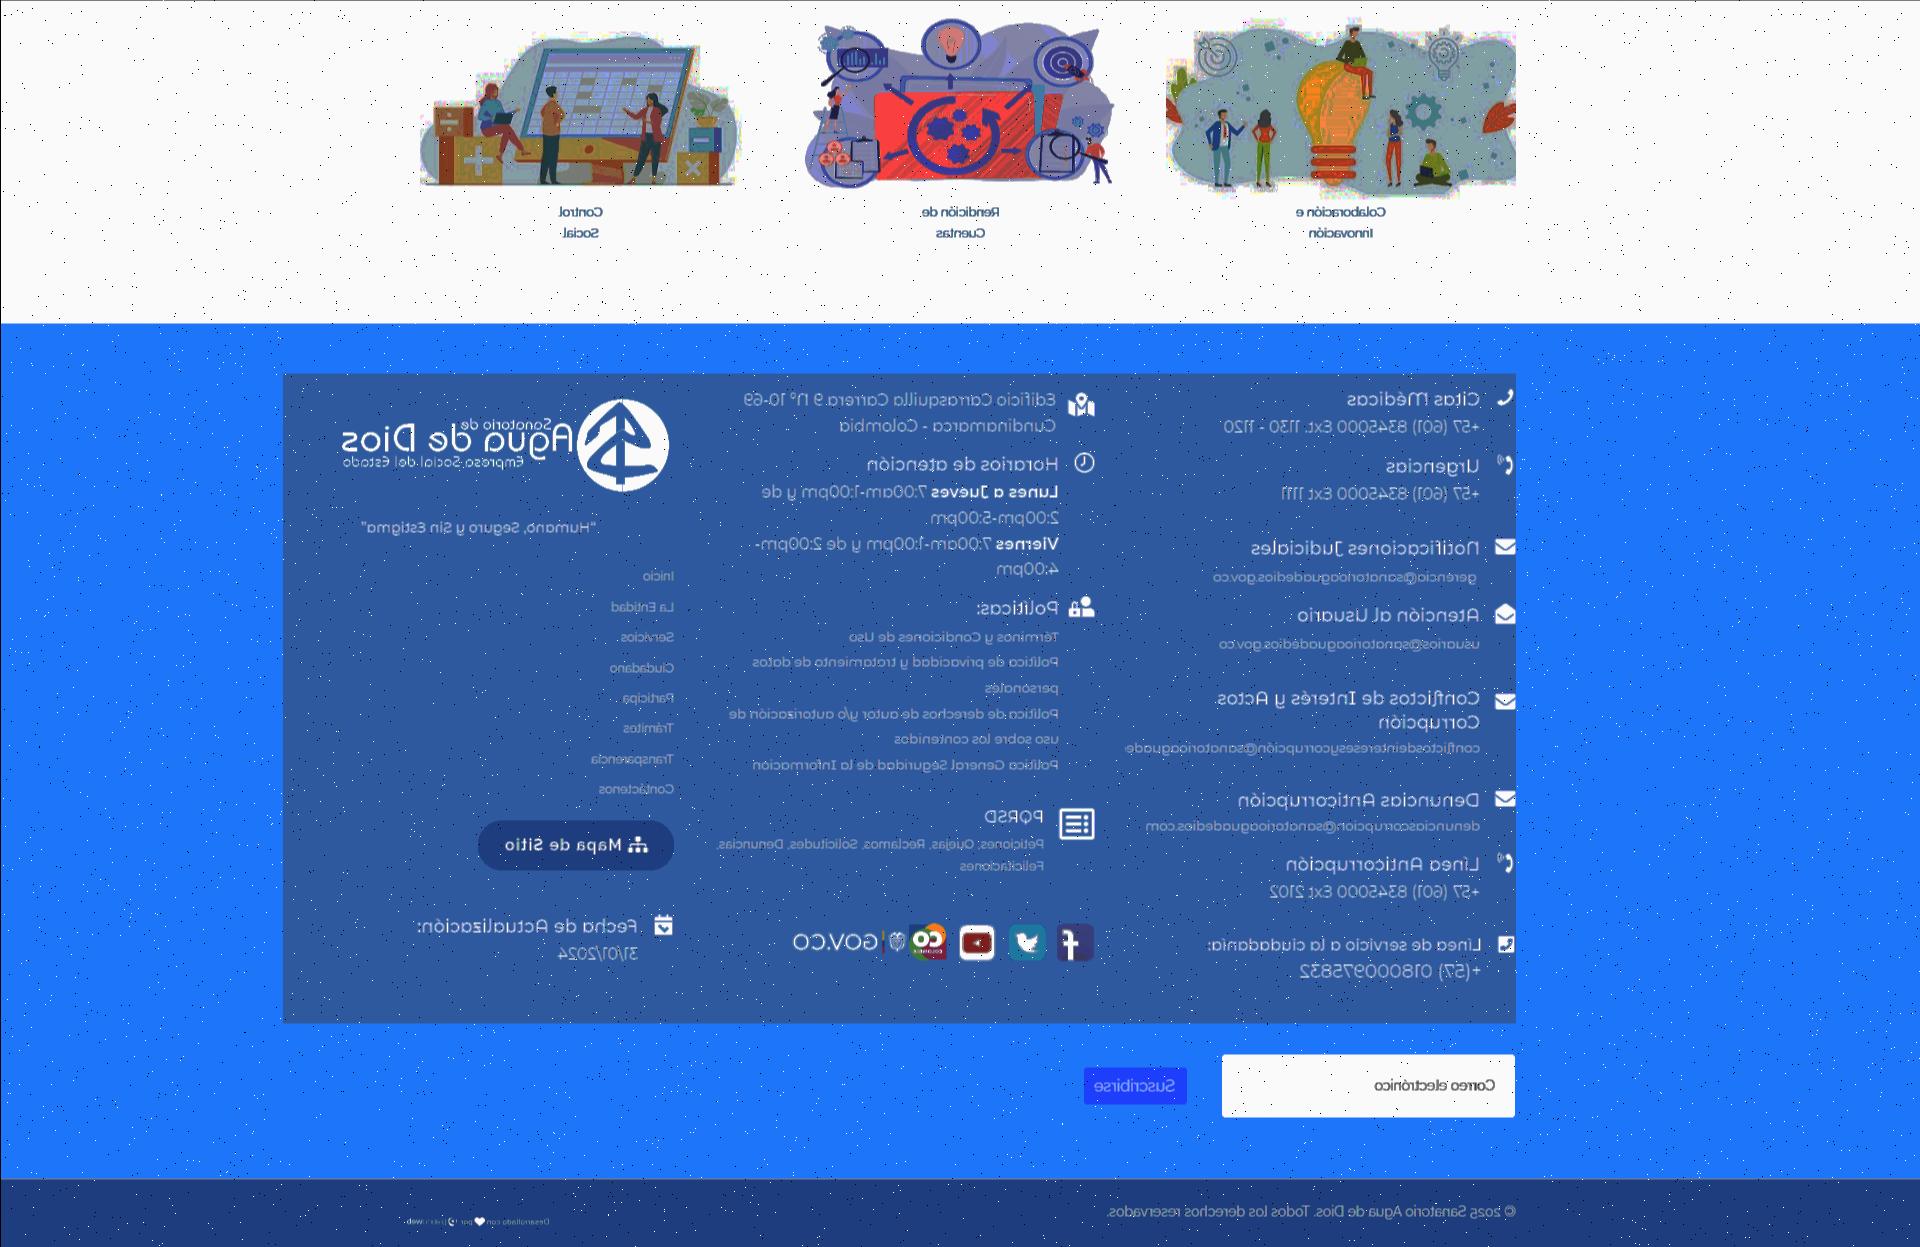 Colaboración e
Innovación
Rendición de
Cuentas
Control
Social
Citas Médicas
+57 (601) 8345000 Ext. 1130 - 1120
Urgencias
+57 (601) 8345000 Ext 1111
Notificaciones Judiciales
gerencia@sanatorioaguadedios.gov.co
Atención al Usuario
usuarios@sanatorioaguadedios.gov.co
Conflictos de Interés y Actos
Corrupción
conflictosdeinteresesycorrupción@sanatorioaguade
Denuncias Anticorrupción
denunciascorrupcion@sanatorioaguadedios.com
Línea Anticorrupción
+57 (601) 8345000 Ext 2102
Línea de servicio a la ciudadanía:
+(57) 018000975832
Edificio Carrasquilla Carrera 9 N° 10-69
Cundinamarca - Colombia
Horarios de atención
Lunes a Jueves 7:00am-1:00pm y de
2:00pm-5:00pm
Viernes 7:00am-1:00pm y de 2:00pm-
4:00pm
Políticas:
Términos y Condiciones de Uso
Política de privacidad y tratamiento de datos
personales
Política de derechos de autor y/o autorización de
uso sobre los contenidos
Política General Seguridad de la Información
PQRSD
Peticiones, Quejas, Reclamos, Solicitudes, Denuncias,
Felicitaciones
CO
COLOMBIA
GOV.CO
Sanatorio de
Agua de Dios
Empresa Social del Estado
"Humano, Seguro y Sin Estigma"
Inicio
La Entidad
Servicios
Ciudadano
Participa
Trámites
Transparencia
Contáctenos
Mapa de Sitio
Fecha de Actualización:
31/01/2024
Correo electrónico
Suscribirse
© 2025 Sanatorio Agua de Dios. Todos los derechos reservados.
Desarrollado con por
web